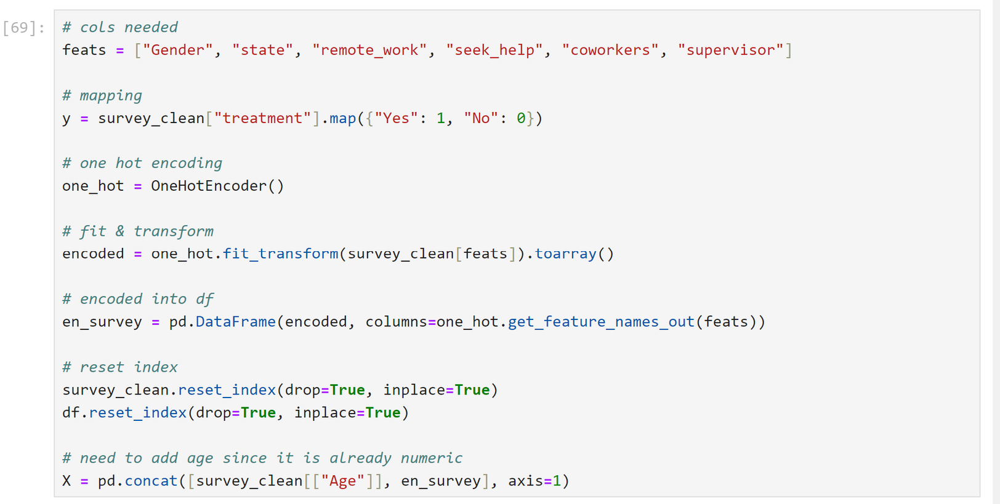 [69]:
# cols needed
feats = ["Gender", "state", "remote_work", "seek_help", "coworkers", "supervisor"]
# mapping
y = survey_clean["treatment"].map({"Yes": 1, "No": 0})
# one hot encoding
one_hot = OneHotEncoder()
# fit & transform
encoded = one_hot.fit_transform(survey_clean[feats]).toarray()
# encoded into df
en_survey = pd.DataFrame(encoded, columns=one_hot.get_feature_names_out(feats))
# reset index
survey_clean.reset_index(drop=True, inplace=True)
df.reset_index(drop=True, inplace=True)
# need to add age since it is already numeric
X = pd.concat([survey_clean[["Age"]], en_survey], axis=1)